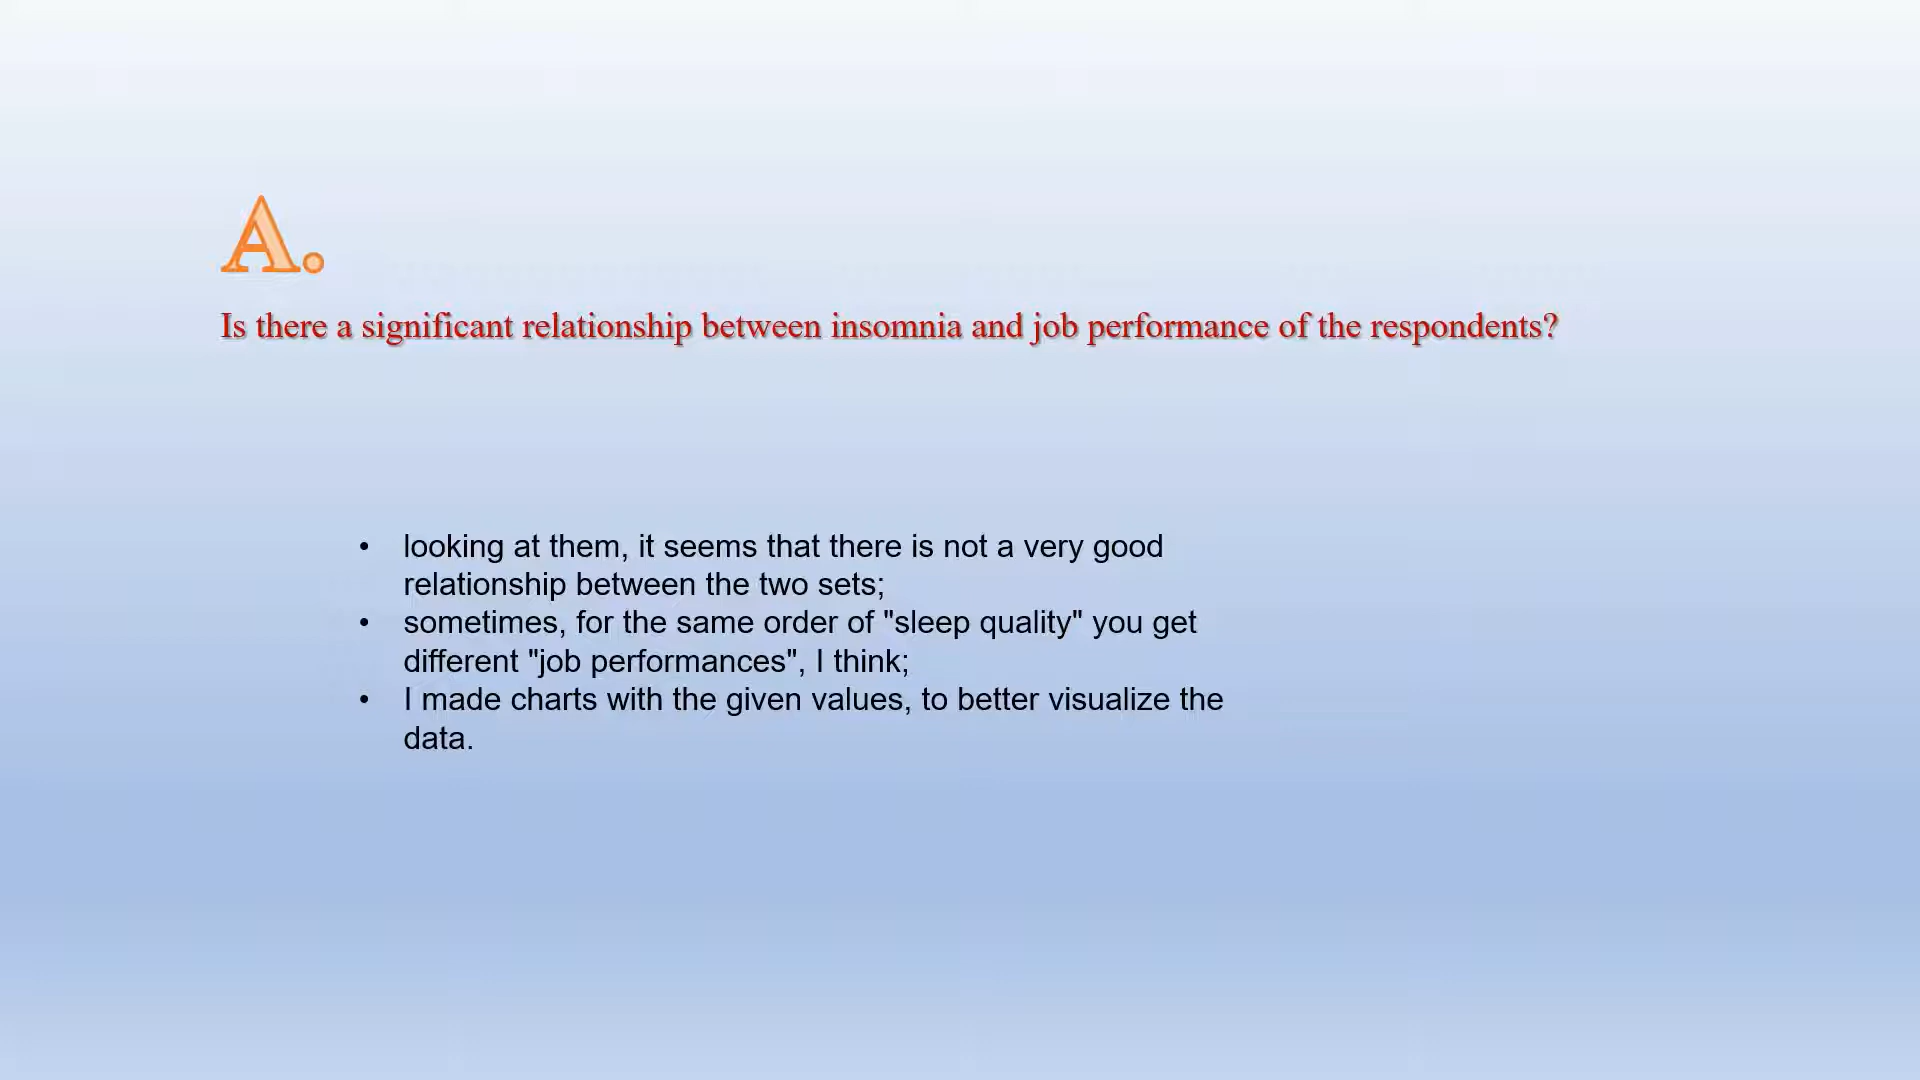 A.
Is there a significant relationship between insomnia and job performance of the respondents?
• looking at them, it seems that there is not a very good
relationship between the two sets;
• sometimes, for the same order of "sleep quality" you get
different "job performances", I think;
• I made charts with the given values, to better visualize the
data.